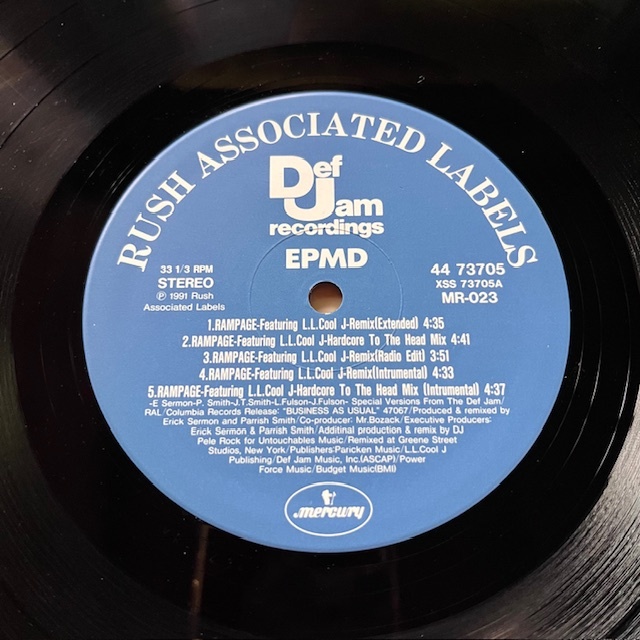 RUSH ASSOCIATED LABELS
Def
Jam
recordings
EPMD
33 1/3 RPM
STEREO
℗ 1991 Rush
Associated Labels
44 73705
XSS 73705A
MR-023
1.RAMPAGE-Featuring L.L.Cool J-Remix(Extended) 4:35
2.RAMPAGE-Featuring L.L.Cool J-Hardcore To The Head Mix 4:41
3.RAMPAGE-Featuring L.L.Cool J-Remix(Radio Edit) 3:51
4.RAMPAGE-Featuring L.L.Cool J-Remix(Intrumental) 4:33
5.RAMPAGE-Featuring L.L.Cool J-Hardcore To The Head Mix (Intrumental) 4:37
-E Sermon-P. Smith-J.T.Smith-L.Fulsom-J.Fulson- Special Versions From The Def Jam/
RAL/Columbia Records Release: "BUSINESS AS USUAL" 47067/Produced & remixed by
Erick Sermon and Parrish Smith/Co-producer: Mr.Bozack/Executive Producers:
Erick Sermon & Parrish Smith/Additinal production & remix by DJ
Pele Rock for Untouchables Music/Remixed at Greene Street
Studios, New York/Publishers:Paricken Music/L.L.Cool J
Publishing/Def Jam Music, Inc.(ASCAP)/Power
Force Music/Budget Music(BMI)
mercury